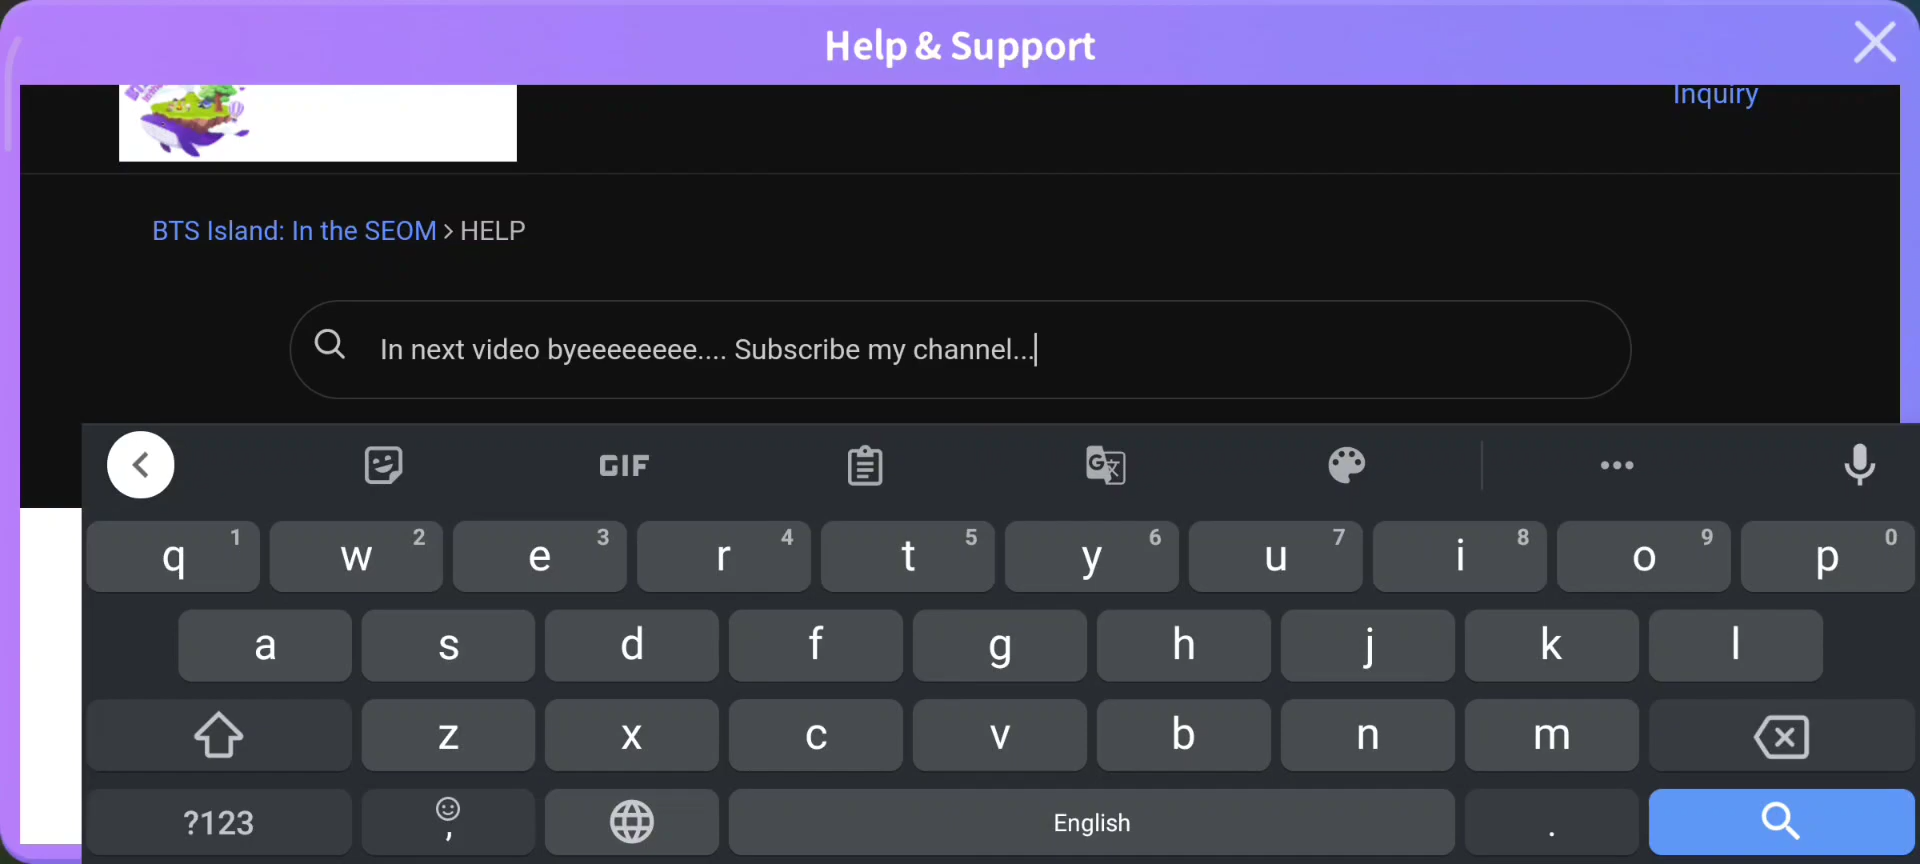 Help & Support
Inquiry
BTS Island: In the SEOM > HELP
In next video byeeeeeeee.... Subscribe my channel...
GIF
G
q 1 w 2 e 3 r 4 t 5 y 6 u 7 i 8 o 9 p 0
a s d f g h j k l
z x c v b n m
?123 , English .